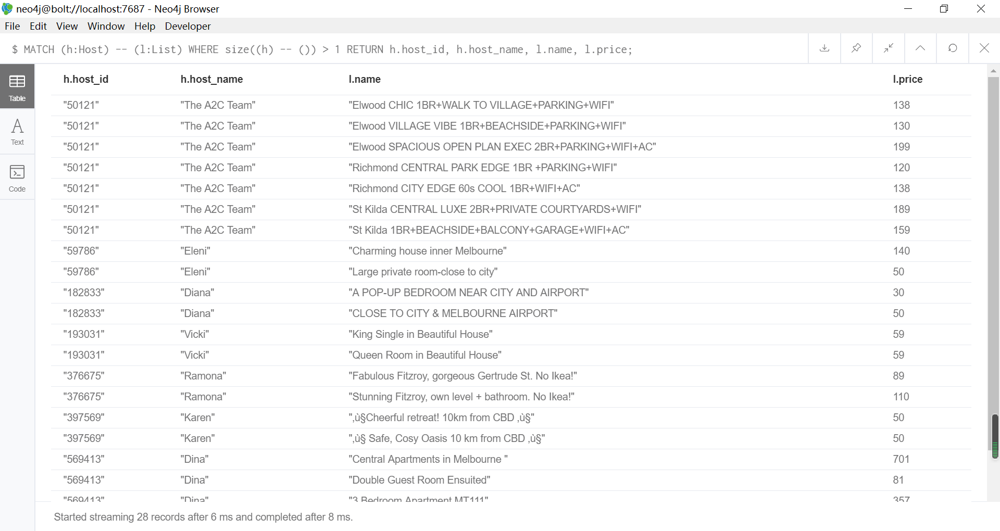 neo4j@bolt://localhost:7687 - Neo4j Browser
File Edit View Window Help Developer
$ MATCH (h:Host) -- (l:List) WHERE size((h) -- ()) > 1 RETURN h.host_id, h.host_name, l.name, l.price;
Table
Text
Code
h.host_id h.host_name l.name l.price
"50121" "The A2C Team" "Elwood CHIC 1BR+WALK TO VILLAGE+PARKING+WIFI" 138
"50121" "The A2C Team" "Elwood VILLAGE VIBE 1BR+BEACHSIDE+PARKING+WIFI" 130
"50121" "The A2C Team" "Elwood SPACIOUS OPEN PLAN EXEC 2BR+PARKING+WIFI+AC" 199
"50121" "The A2C Team" "Richmond CENTRAL PARK EDGE 1BR +PARKING+WIFI" 120
"50121" "The A2C Team" "Richmond CITY EDGE 60s COOL 1BR+WIFI+AC" 138
"50121" "The A2C Team" "St Kilda CENTRAL LUXE 2BR+PRIVATE COURTYARDS+WIFI" 189
"50121" "The A2C Team" "St Kilda 1BR+BEACHSIDE+BALCONY+GARAGE+WIFI+AC" 159
"59786" "Eleni" "Charming house inner Melbourne" 140
"59786" "Eleni" "Large private room-close to city" 50
"182833" "Diana" "A POP-UP BEDROOM NEAR CITY AND AIRPORT" 30
"182833" "Diana" "CLOSE TO CITY & MELBOURNE AIRPORT" 50
"193031" "Vicki" "King Single in Beautiful House" 59
"193031" "Vicki" "Queen Room in Beautiful House" 59
"376675" "Ramona" "Fabulous Fitzroy, gorgeous Gertrude St. No Ikea!" 89
"376675" "Ramona" "Stunning Fitzroy, own level + bathroom. No Ikea!" 110
"397569" "Karen" "‚ù§Cheerful retreat! 10km from CBD ‚ù§" 50
"397569" "Karen" "‚ù§ Safe, Cosy Oasis 10 km from CBD ‚ù§" 50
"569413" "Dina" "Central Apartments in Melbourne " 701
"569413" "Dina" "Double Guest Room Ensuited" 81
"569413" "Dina" "3 Bedroom Apartment MT111" 357
Started streaming 28 records after 6 ms and completed after 8 ms.